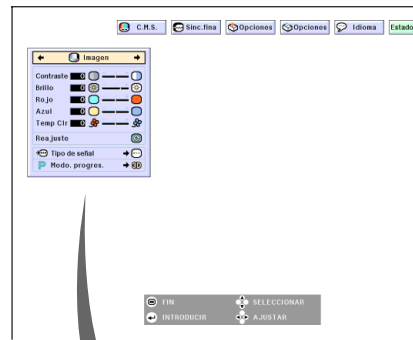 C.M.S.
Sinc.fina
Opciones
Opciones
Idioma
Estado
Imagen
Contraste 0
Brillo 0
Rojo 0
Azul 0
Temp Clr 0
Reajuste
Tipo de señal
Modo. progres. 3D
FIN
SELECCIONAR
INTRODUCIR
AJUSTAR